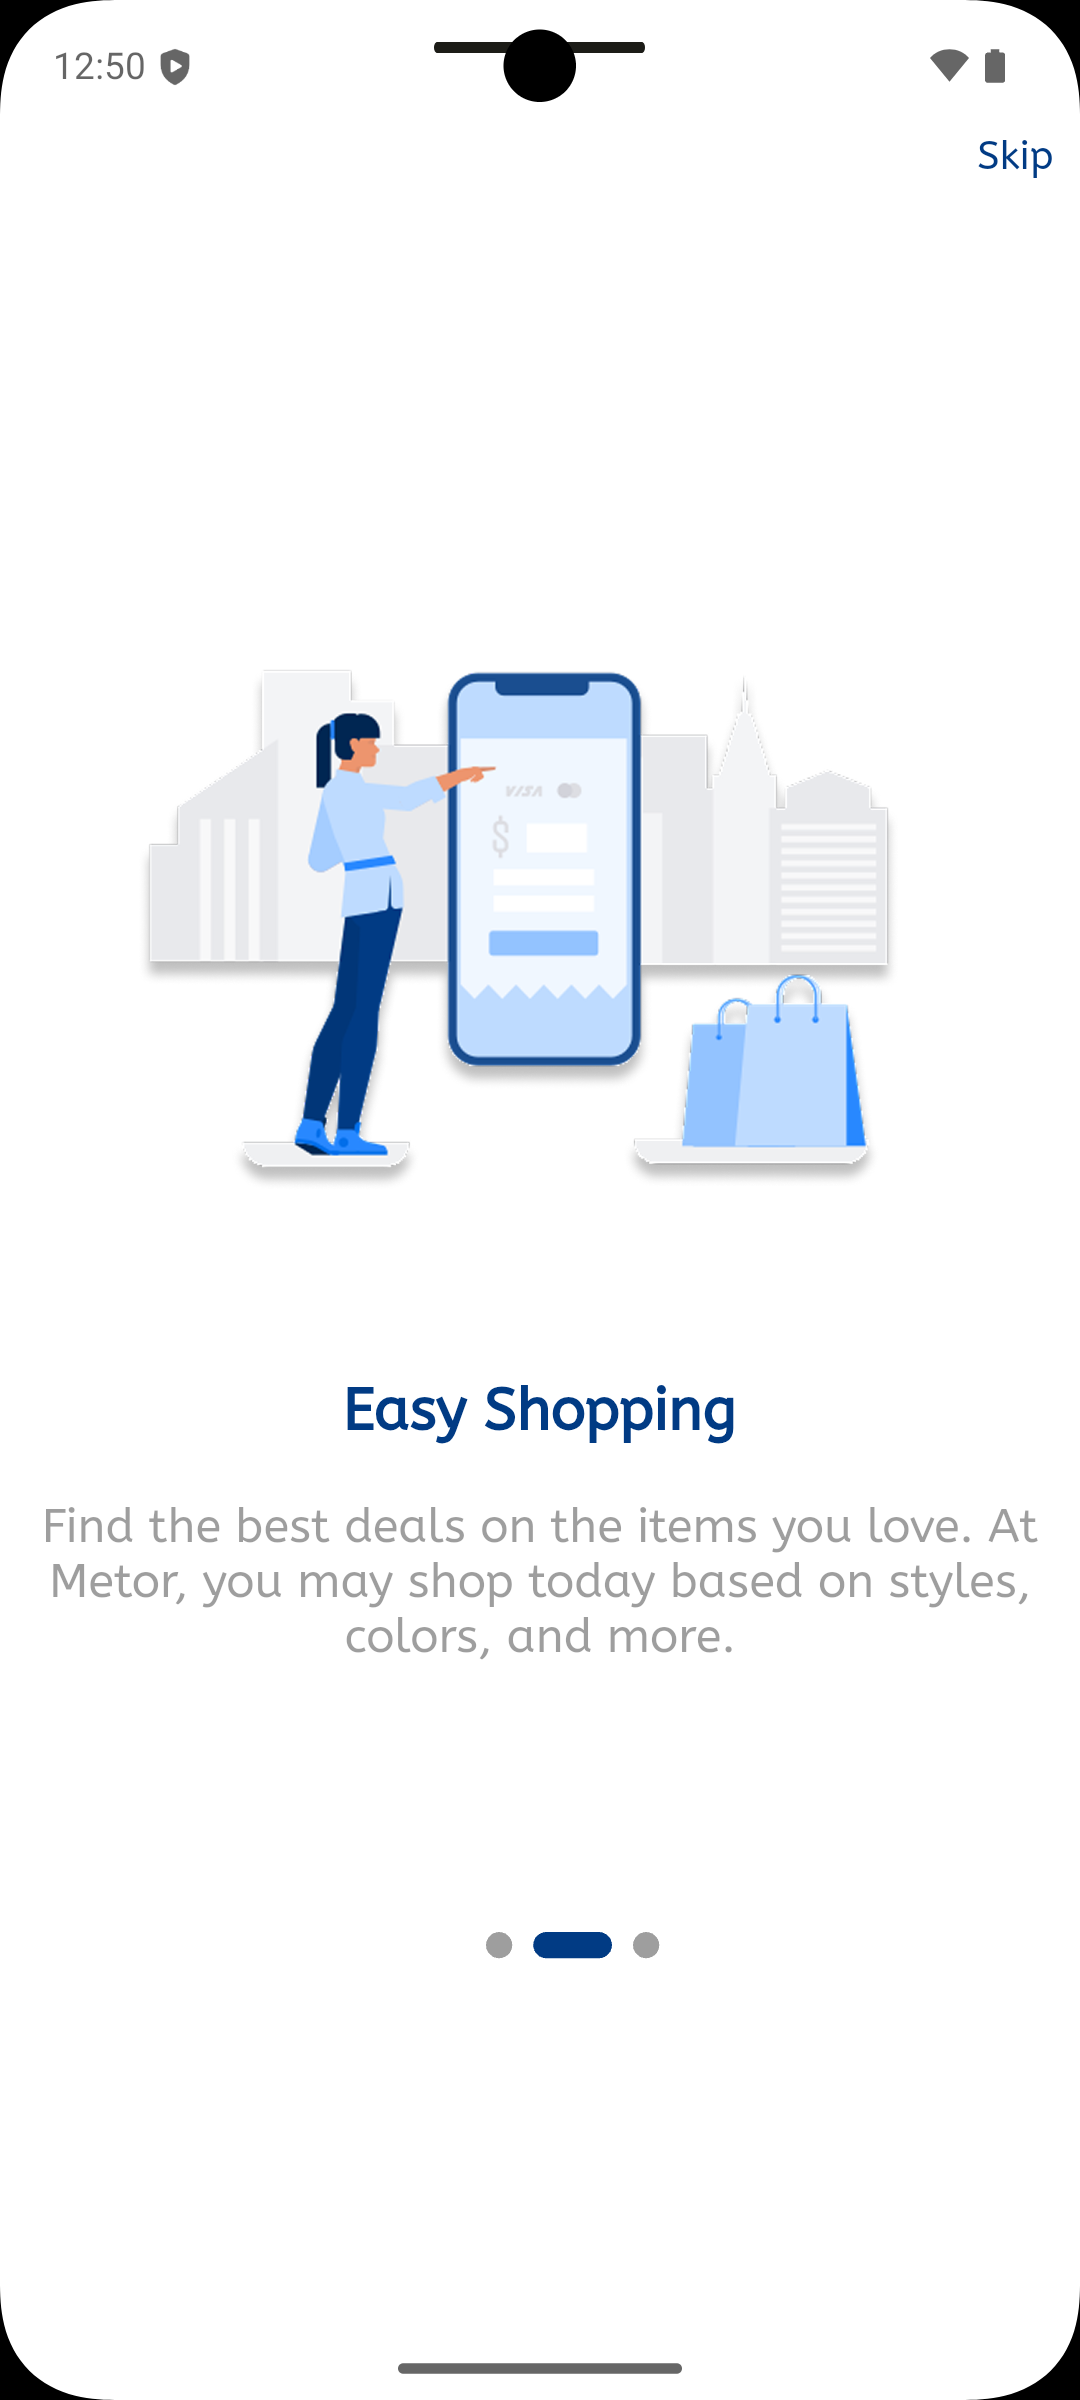 12:50
Skip
VISA
$
Easy Shopping
Find the best deals on the items you love. At
Metor, you may shop today based on styles,
colors, and more.